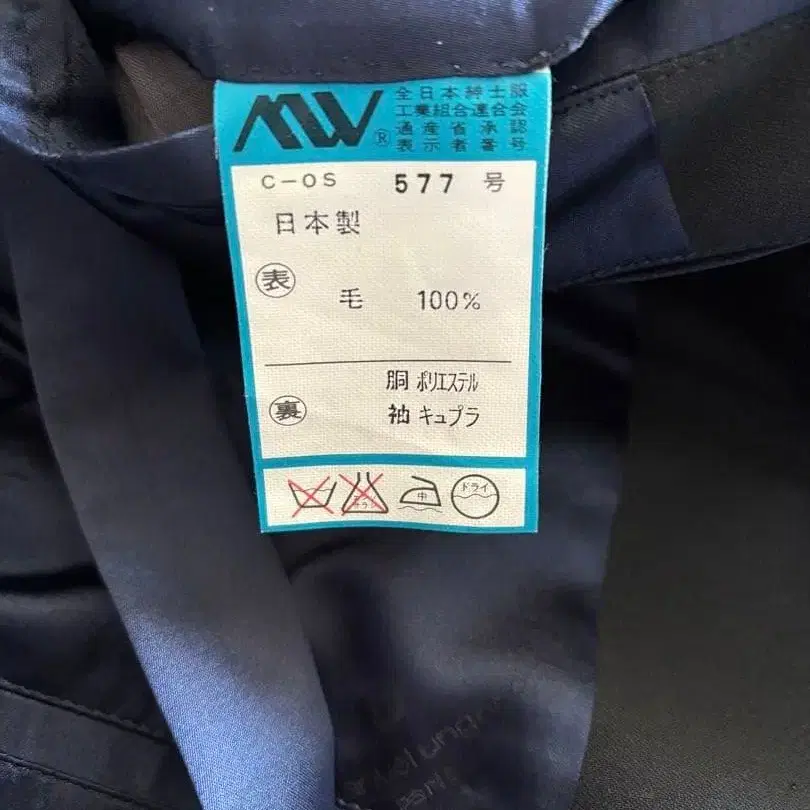 MW® 全日本紳士服
工業組合連合会
通産省承認
表示者番号
C-OS 577 号
日本製
表
毛 100%
胴 ポリエステル
裏
袖 キュプラ
中 ドライ